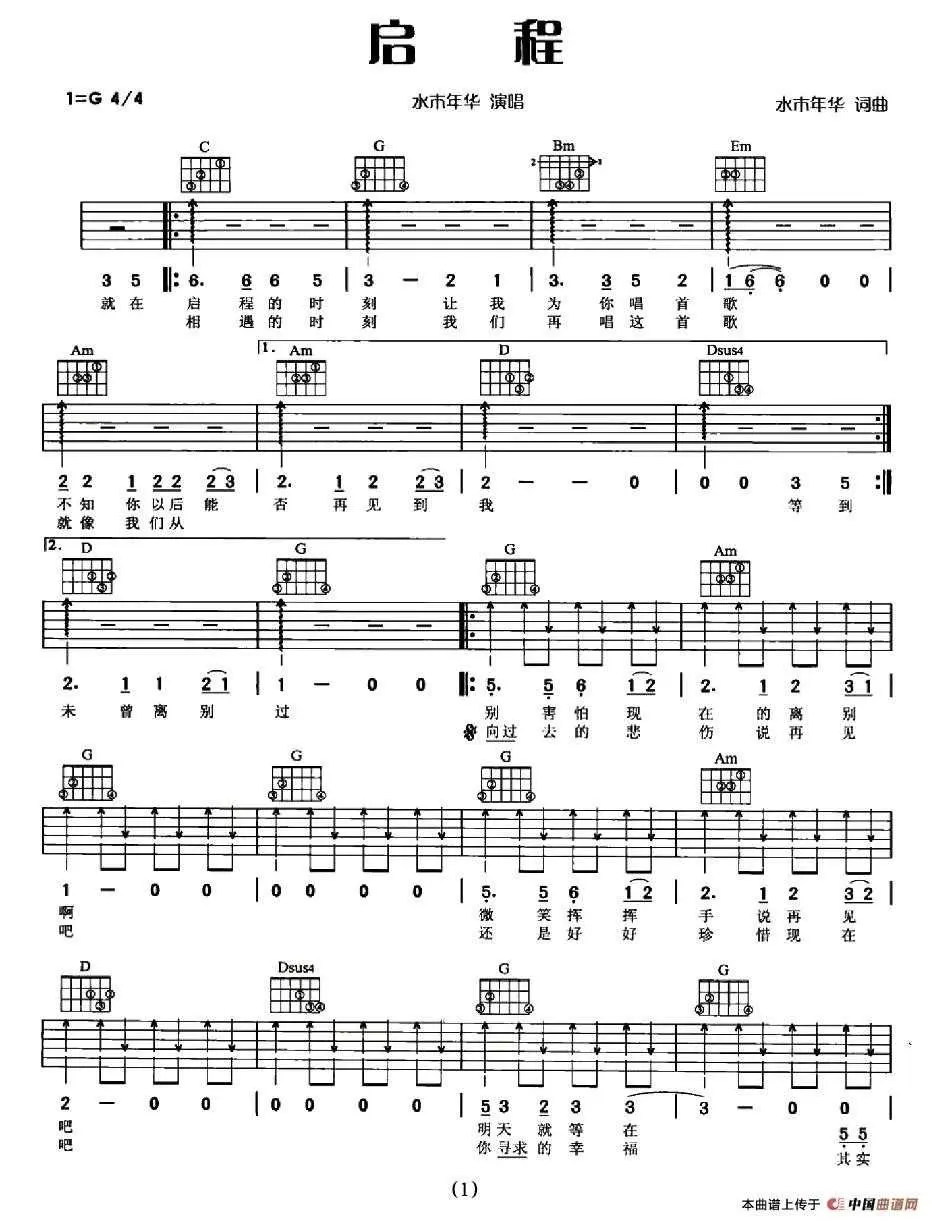 启 程
1=G 4/4 水木年华 演唱 水木年华 词曲
C G Bm Em
2
3 5 6. 6 6 5 3 - 2 1 3. 3 5 2 1 6 6 0 0
就在 启 程的时 刻 让我 为 你唱首 歌
相 遇的时 刻 我们 再 唱这首 歌
Am 1. Am D Dsus4
2 2 1 2 2 2 3 2. 1 2 2 3 2 - - 0 0 0 3 5
不知 你以后能 否 再见到 我 等到
就像 我们从
2. D G G Am
2. 1 1 2 1 1 - 0 0 5. 5 6 1 2 2. 1 2 3 1
未 曾离别 过 别 害怕现 在 的离别
向过 去的悲 伤 说再见
G G G Am
1 - 0 0 0 0 0 0 5. 5 6 1 2 2. 1 2 3 2
啊 微 笑挥挥 手 说再见
吧 还 是好好 珍 惜现在
D Dsus4 G G
2 - 0 0 0 0 0 0 5 3 2 3 3 3 - 0 0
吧 明天 就等在
吧 你寻求的幸 福
5 5
其实
(1)
本曲谱上传于 中国曲谱网